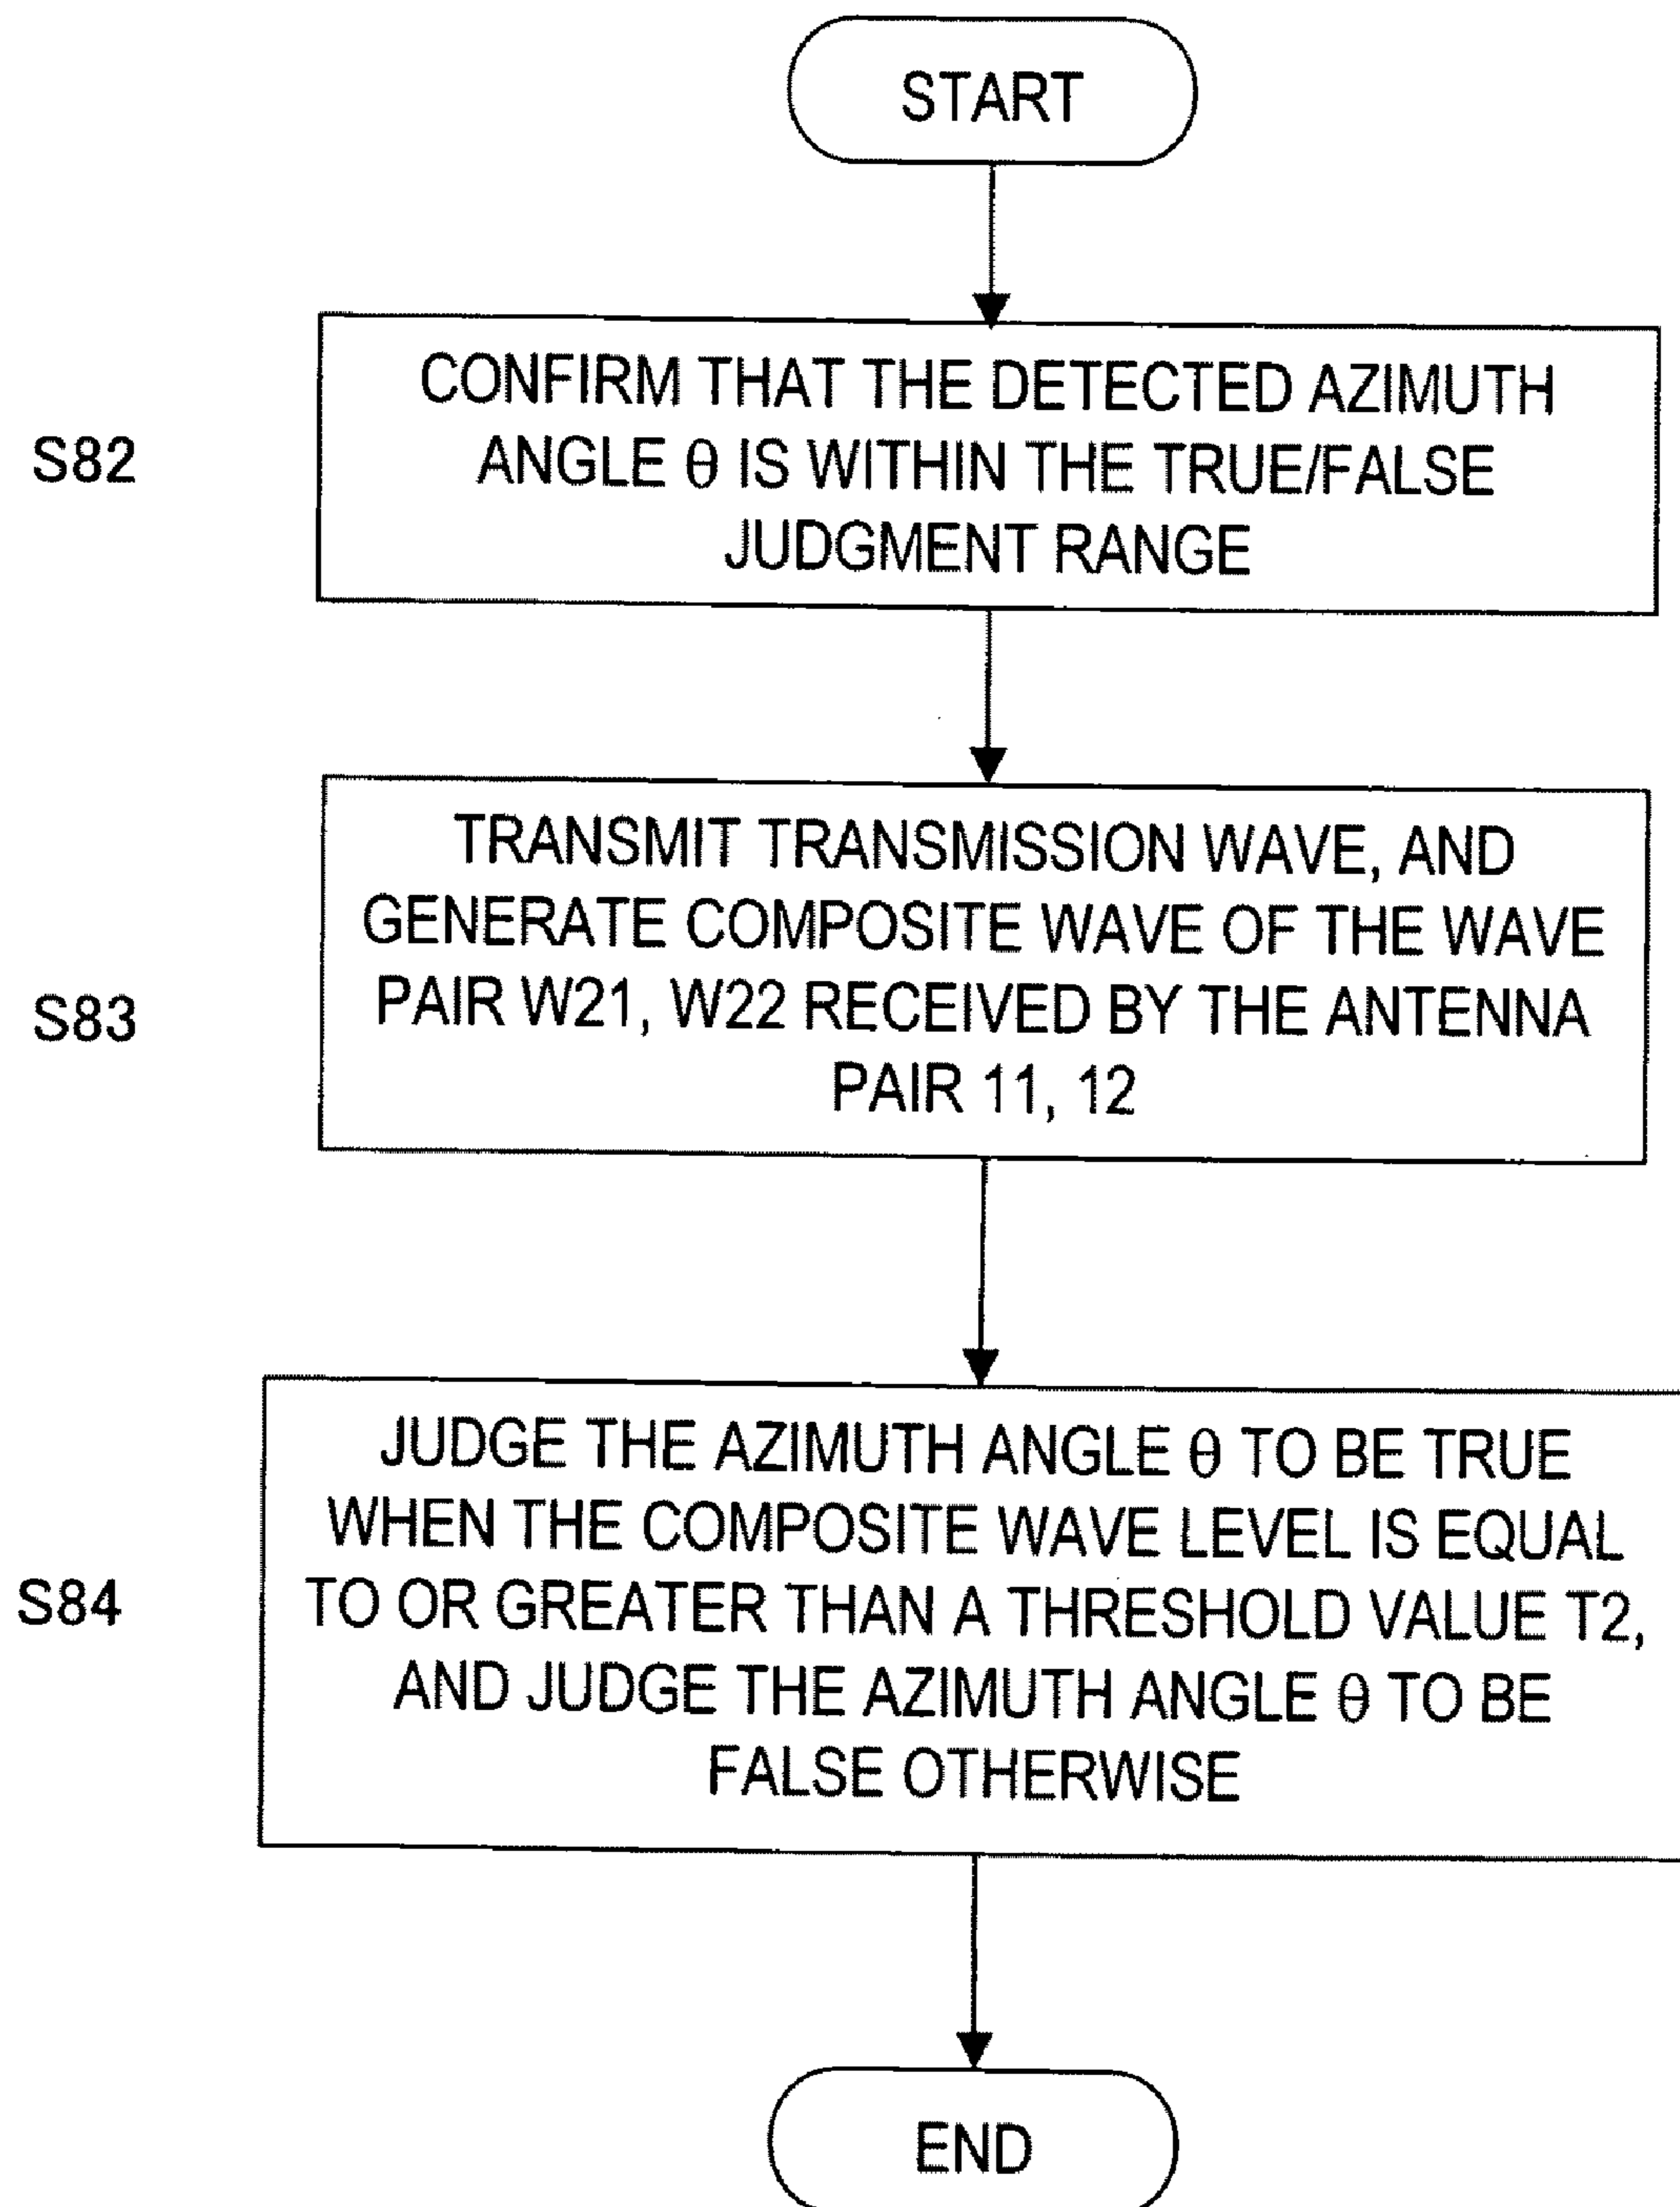 START
S82
CONFIRM THAT THE DETECTED AZIMUTH
ANGLE θ IS WITHIN THE TRUE/FALSE
JUDGMENT RANGE
S83
TRANSMIT TRANSMISSION WAVE, AND
GENERATE COMPOSITE WAVE OF THE WAVE
PAIR W21, W22 RECEIVED BY THE ANTENNA
PAIR 11, 12
S84
JUDGE THE AZIMUTH ANGLE θ TO BE TRUE
WHEN THE COMPOSITE WAVE LEVEL IS EQUAL
TO OR GREATER THAN A THRESHOLD VALUE T2,
AND JUDGE THE AZIMUTH ANGLE θ TO BE
FALSE OTHERWISE
END